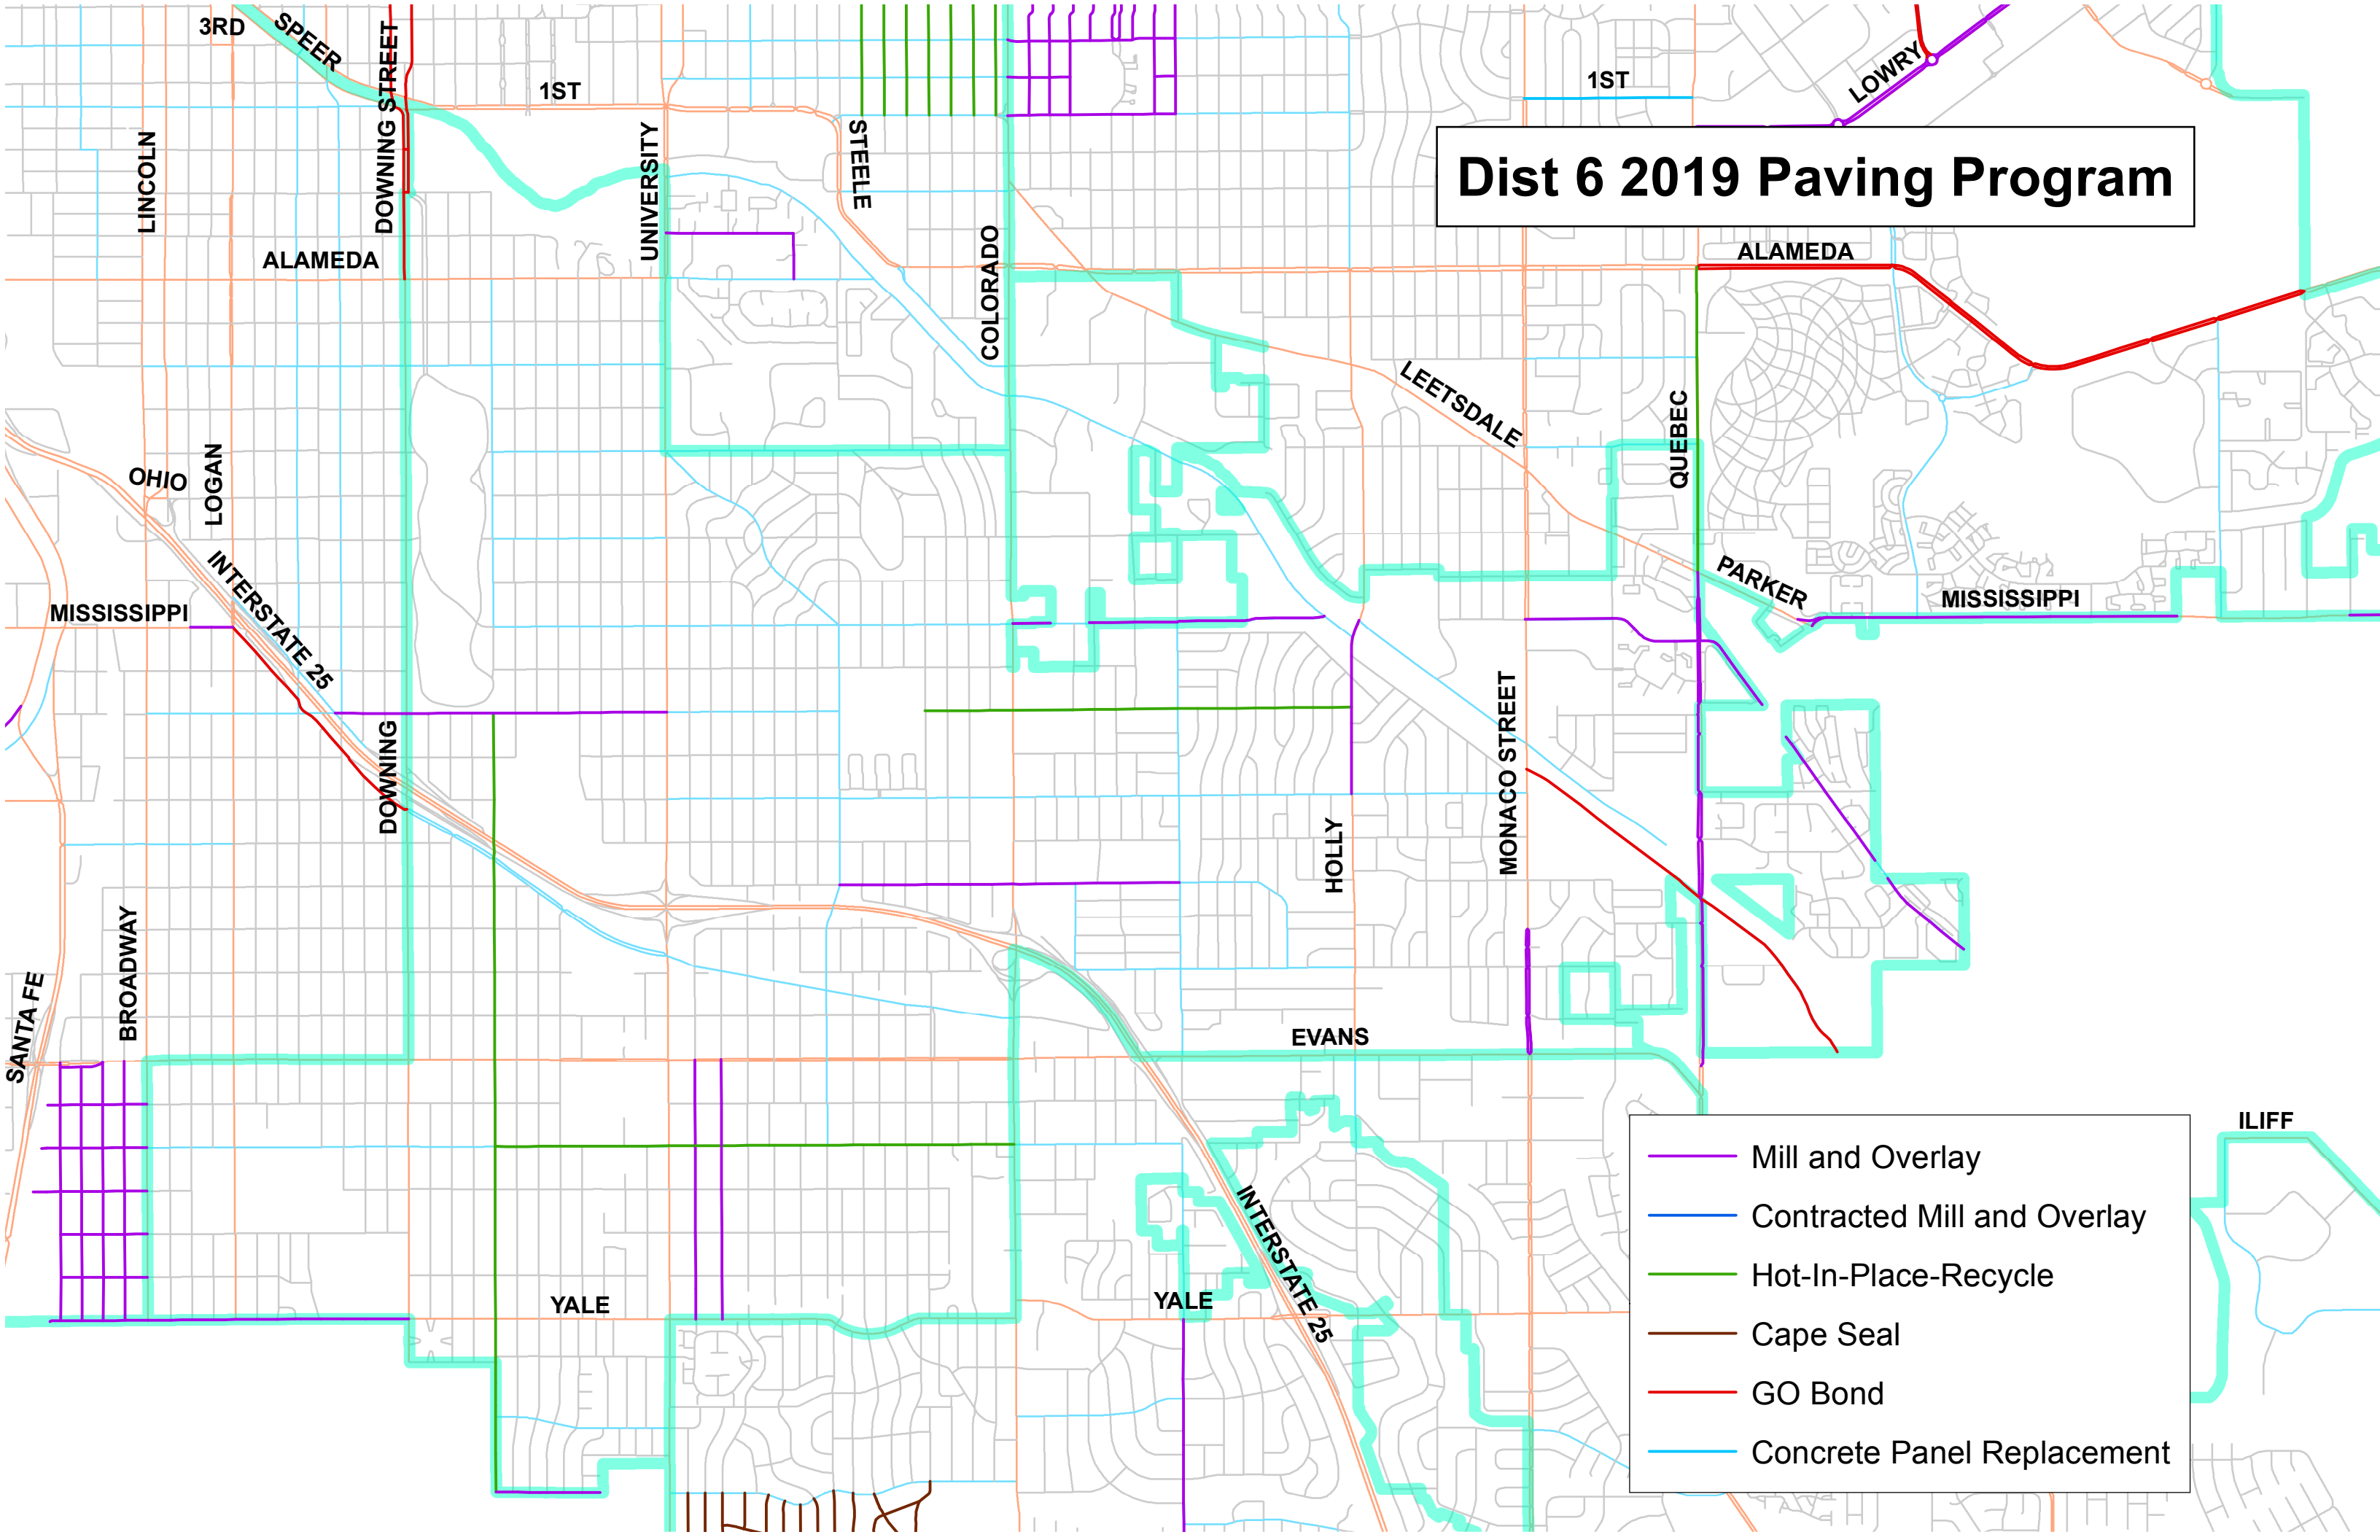 3RD
SPEER
DOWNING STREET
1ST
1ST
LOWRY
LINCOLN
UNIVERSITY
STEELE
Dist 6 2019 Paving Program
ALAMEDA
COLORADO
ALAMEDA
LEETSDALE
QUEBEC
OHIO
LOGAN
INTERSTATE 25
MISSISSIPPI
PARKER
MISSISSIPPI
DOWNING
MONACO STREET
HOLLY
BROADWAY
SANTA FE
EVANS
ILIFF
INTERSTATE 25
YALE
YALE
Mill and Overlay
Contracted Mill and Overlay
Hot-In-Place-Recycle
Cape Seal
GO Bond
Concrete Panel Replacement